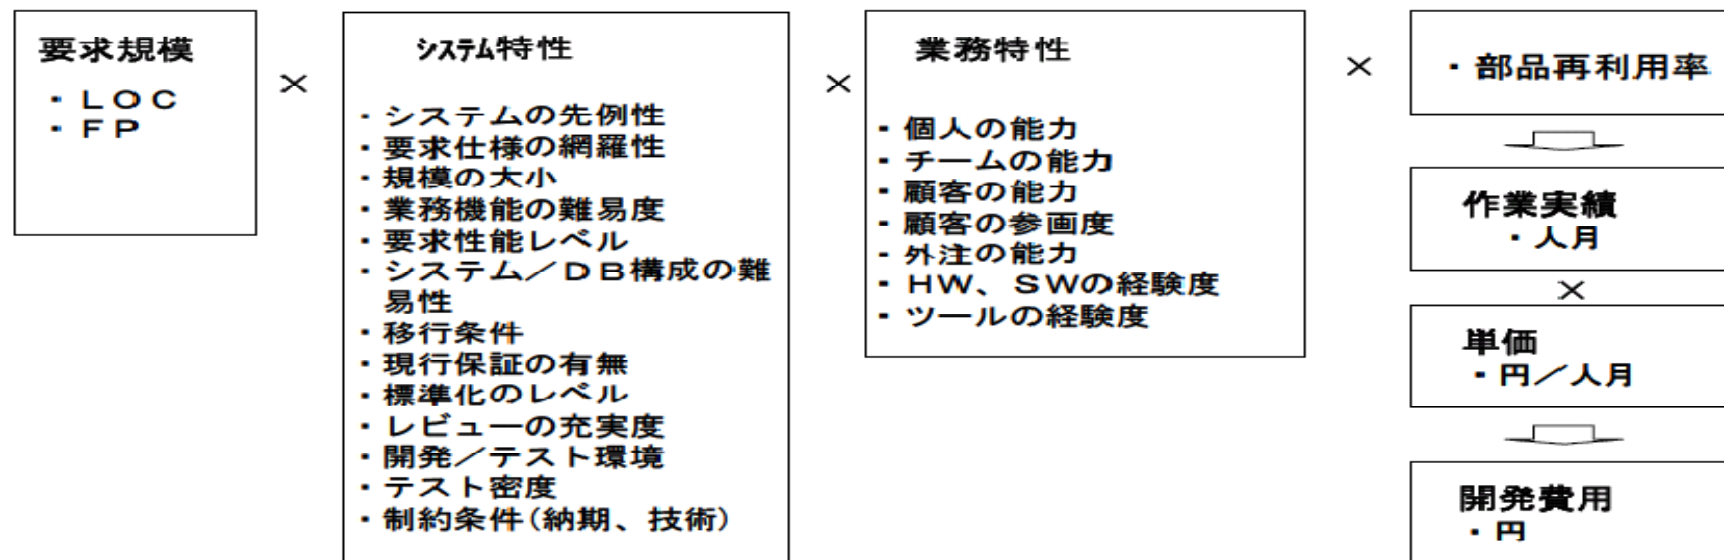 要求規模
・ＬＯＣ
・ＦＰ
×
ｼｽﾃﾑ特性
・システムの先例性
・要求仕様の網羅性
・規模の大小
・業務機能の難易度
・要求性能レベル
・システム／ＤＢ構成の難
易性
・移行条件
・現行保証の有無
・標準化のレベル
・レビューの充実度
・開発／テスト環境
・テスト密度
・制約条件(納期、技術)
×
業務特性
・個人の能力
・チームの能力
・顧客の能力
・顧客の参画度
・外注の能力
・ＨＷ、ＳＷの経験度
・ツールの経験度
×
・部品再利用率
作業実績
・人月
×
単価
・円／人月
開発費用
・円